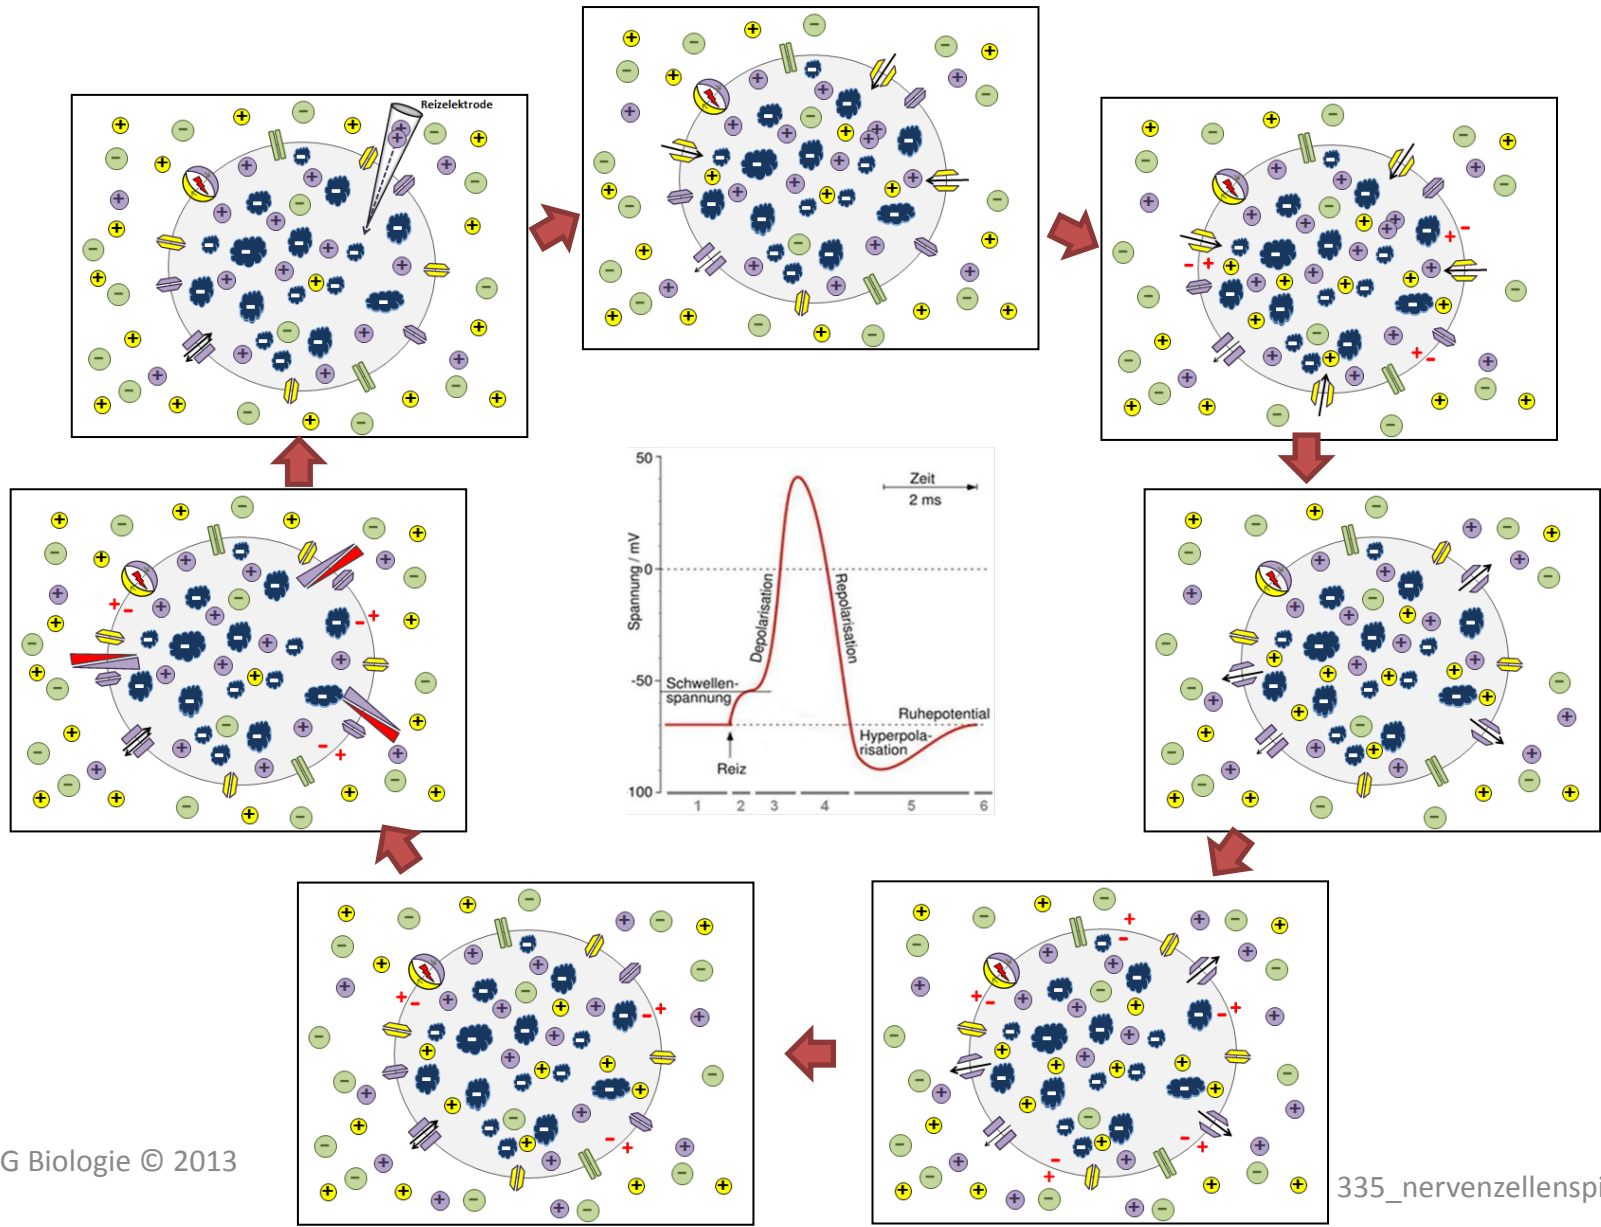 Reizelektrode
50
0
-50
100
Spannung / mV
Zeit
2 ms
Depolarisation
Repolarisation
Schwellen-
spannung
Ruhepotential
Hyperpola-
risation
Reiz
1 2 3 4 5 6
G Biologie © 2013
335_nervenzellenspi